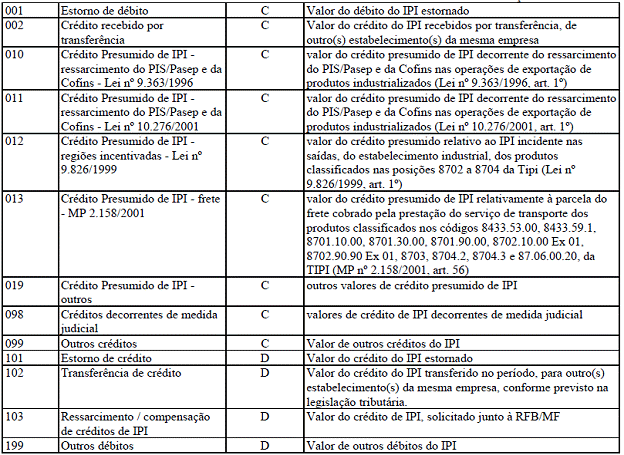 001 Estorno de débito C Valor do débito do IPI estornado
002 Crédito recebido por transferência C Valor do crédito do IPI recebidos por transferência, de outro(s) estabelecimento(s) da mesma empresa
010 Crédito Presumido de IPI - ressarcimento do PIS/Pasep e da Cofins - Lei nº 9.363/1996 C valor do crédito presumido de IPI decorrente do ressarcimento do PIS/Pasep e da Cofins nas operações de exportação de produtos industrializados (Lei nº 9.363/1996, art. 1º)
011 Crédito Presumido de IPI - ressarcimento do PIS/Pasep e da Cofins - Lei nº 10.276/2001 C valor do crédito presumido de IPI decorrente do ressarcimento do PIS/Pasep e da Cofins nas operações de exportação de produtos industrializados (Lei nº 10.276/2001, art. 1º)
012 Crédito Presumido de IPI - regiões incentivadas - Lei nº 9.826/1999 C valor do crédito presumido relativo ao IPI incidente nas saídas, do estabelecimento industrial, dos produtos classificados nas posições 8702 a 8704 da Tipi (Lei nº 9.826/1999, art. 1º)
013 Crédito Presumido de IPI - frete - MP 2.158/2001 C valor do crédito presumido de IPI relativamente à parcela do frete cobrado pela prestação do serviço de transporte dos produtos classificados nos códigos 8433.53.00, 8433.59.1, 8701.10.00, 8701.30.00, 8701.90.00, 8702.10.00 Ex 01, 8702.90.90 Ex 01, 8703, 8704.2, 8704.3 e 87.06.00.20, da TIPI (MP nº 2.158/2001, art. 56)
019 Crédito Presumido de IPI - outros C outros valores de crédito presumido de IPI
098 Créditos decorrentes de medida judicial C valores de crédito de IPI decorrentes de medida judicial
099 Outros créditos C Valor de outros créditos do IPI
101 Estorno de crédito D Valor do crédito do IPI estornado
102 Transferência de crédito D Valor do crédito do IPI transferido no período, para outro(s) estabelecimento(s) da mesma empresa, conforme previsto na legislação tributária.
103 Ressarcimento / compensação de créditos de IPI D Valor do crédito de IPI, solicitado junto à RFB/MF
199 Outros débitos D Valor de outros débitos do IPI